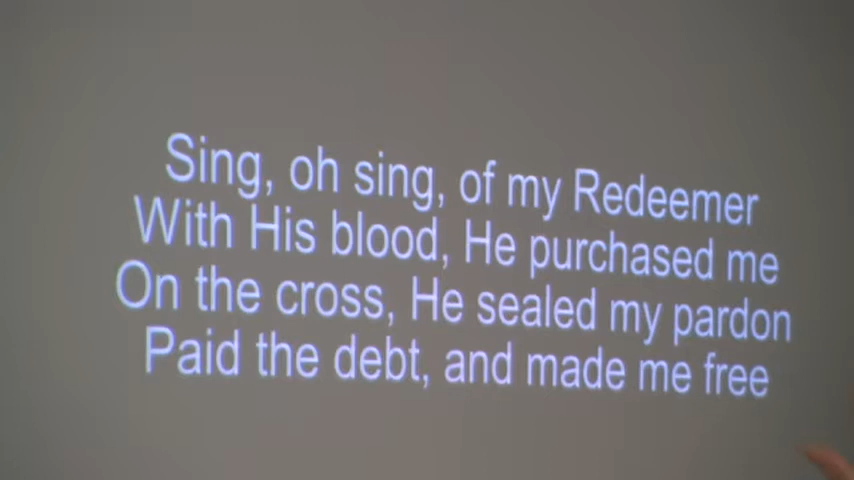 Sing, oh sing, of my Redeemer
With His blood, He purchased me
On the cross, He sealed my pardon
Paid the debt, and made me free